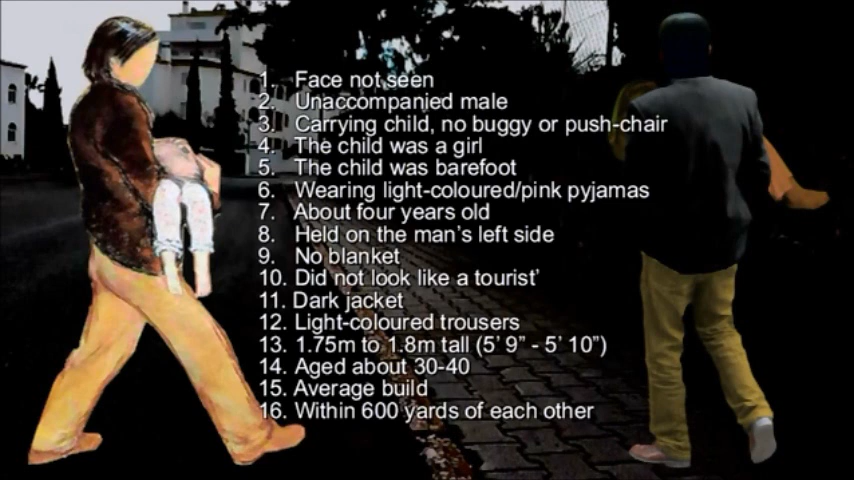 1. Face not seen
2. Unaccompanied male
3. Carrying child, no buggy or push-chair
4. The child was a girl
5. The child was barefoot
6. Wearing light-coloured/pink pyjamas
7. About four years old
8. Held on the man's left side
9. No blanket
10. Did not look like a tourist'
11. Dark jacket
12. Light-coloured trousers
13. 1.75m to 1.8m tall (5' 9" - 5' 10")
14. Aged about 30-40
15. Average build
16. Within 600 yards of each other